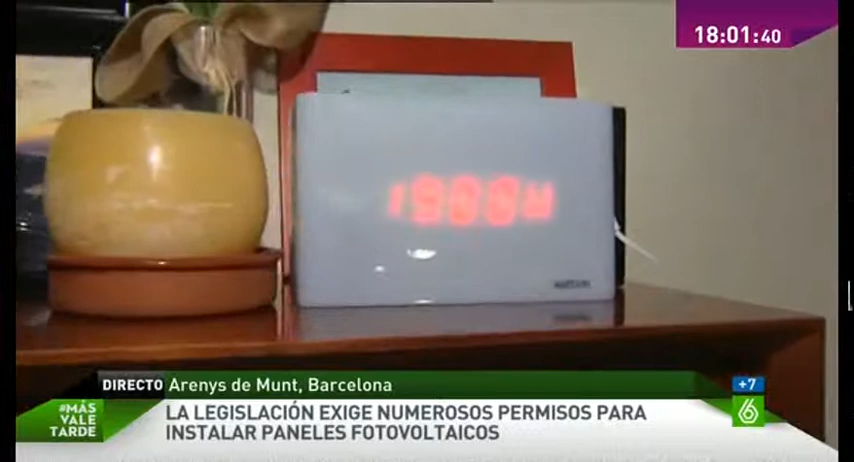 18:01:40
DIRECTO Arenys de Munt, Barcelona
#MÁS
VALE
TARDE
LA LEGISLACIÓN EXIGE NUMEROSOS PERMISOS PARA
INSTALAR PANELES FOTOVOLTAICOS
+7
6